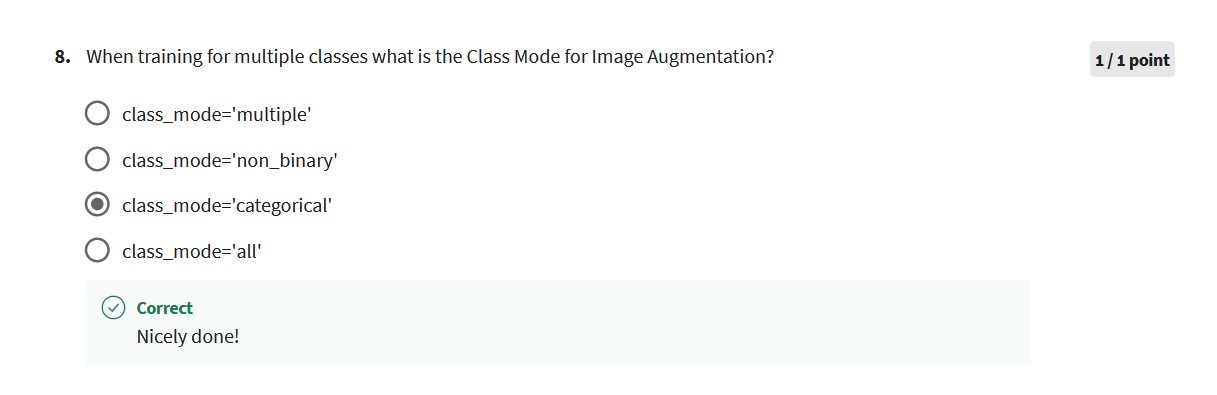 8. When training for multiple classes what is the Class Mode for Image Augmentation?
1 / 1 point
class_mode='multiple'
class_mode='non_binary'
class_mode='categorical'
class_mode='all'
Correct
Nicely done!